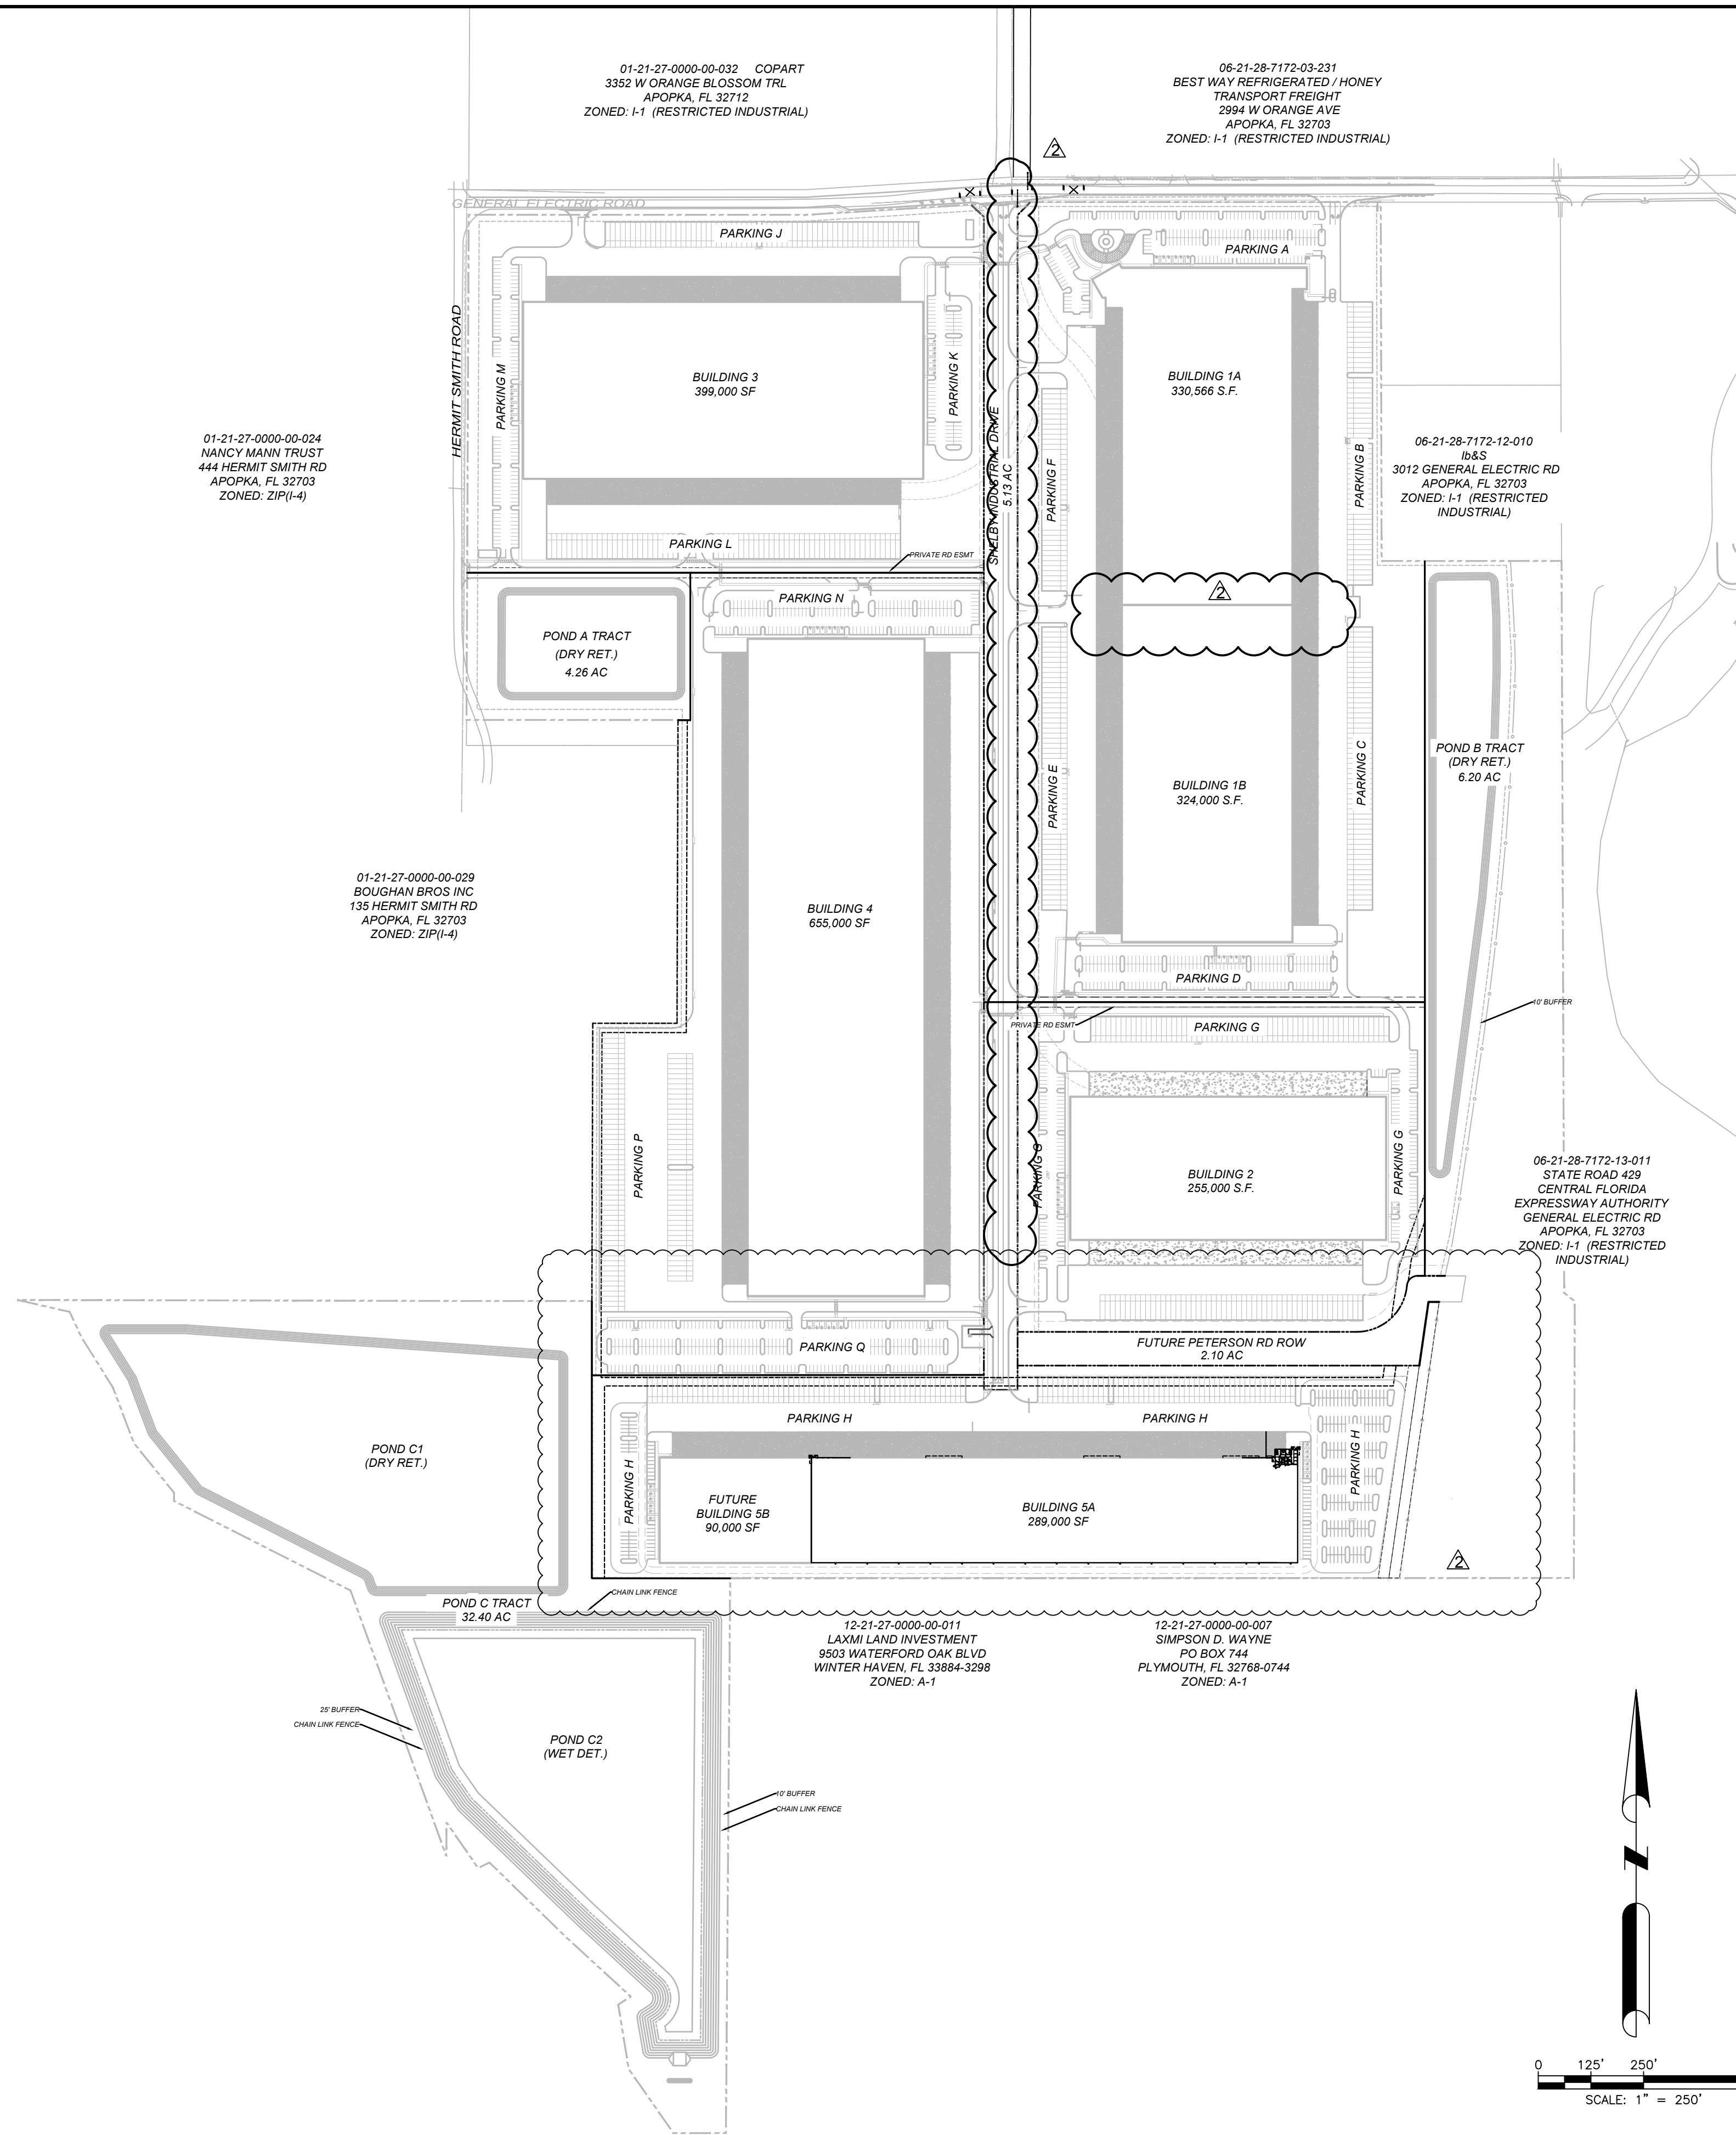 01-21-27-0000-00-032 COPART
3352 W ORANGE BLOSSOM TRL
APOPKA, FL 32712
ZONED: I-1 (RESTRICTED INDUSTRIAL)
06-21-28-7172-03-231
BEST WAY REFRIGERATED / HONEY
TRANSPORT FREIGHT
2994 W ORANGE AVE
APOPKA, FL 32703
ZONED: I-1 (RESTRICTED INDUSTRIAL)
2
GENERAL ELECTRIC ROAD
PARKING J
PARKING A
HERMIT SMITH ROAD
PARKING M
BUILDING 3
399,000 SF
PARKING K
SHELBY INDUSTRIAL DRIVE
5.13 AC
PARKING F
BUILDING 1A
330,566 S.F.
PARKING B
01-21-27-0000-00-024
NANCY MANN TRUST
444 HERMIT SMITH RD
APOPKA, FL 32703
ZONED: ZIP(I-4)
06-21-28-7172-12-010
lb&S
3012 GENERAL ELECTRIC RD
APOPKA, FL 32703
ZONED: I-1 (RESTRICTED
INDUSTRIAL)
PARKING L
PRIVATE RD ESMT
2
PARKING N
POND A TRACT
(DRY RET.)
4.26 AC
PARKING E
BUILDING 1B
324,000 S.F.
PARKING C
POND B TRACT
(DRY RET.)
6.20 AC
01-21-27-0000-00-029
BOUGHAN BROS INC
135 HERMIT SMITH RD
APOPKA, FL 32703
ZONED: ZIP(I-4)
BUILDING 4
655,000 SF
PARKING D
10' BUFFER
PRIVATE RD ESMT
PARKING G
PARKING P
PARKING G
BUILDING 2
255,000 S.F.
PARKING G
06-21-28-7172-13-011
STATE ROAD 429
CENTRAL FLORIDA
EXPRESSWAY AUTHORITY
GENERAL ELECTRIC RD
APOPKA, FL 32703
ZONED: I-1 (RESTRICTED
INDUSTRIAL)
PARKING Q
FUTURE PETERSON RD ROW
2.10 AC
PARKING H
PARKING H
POND C1
(DRY RET.)
PARKING H
FUTURE
BUILDING 5B
90,000 SF
BUILDING 5A
289,000 SF
PARKING H
2
CHAIN LINK FENCE
POND C TRACT
32.40 AC
12-21-27-0000-00-011
LAXMI LAND INVESTMENT
9503 WATERFORD OAK BLVD
WINTER HAVEN, FL 33884-3298
ZONED: A-1
12-21-27-0000-00-007
SIMPSON D. WAYNE
PO BOX 744
PLYMOUTH, FL 32768-0744
ZONED: A-1
25' BUFFER
CHAIN LINK FENCE
POND C2
(WET DET.)
10' BUFFER
CHAIN LINK FENCE
N
0 125' 250'
SCALE: 1" = 250'